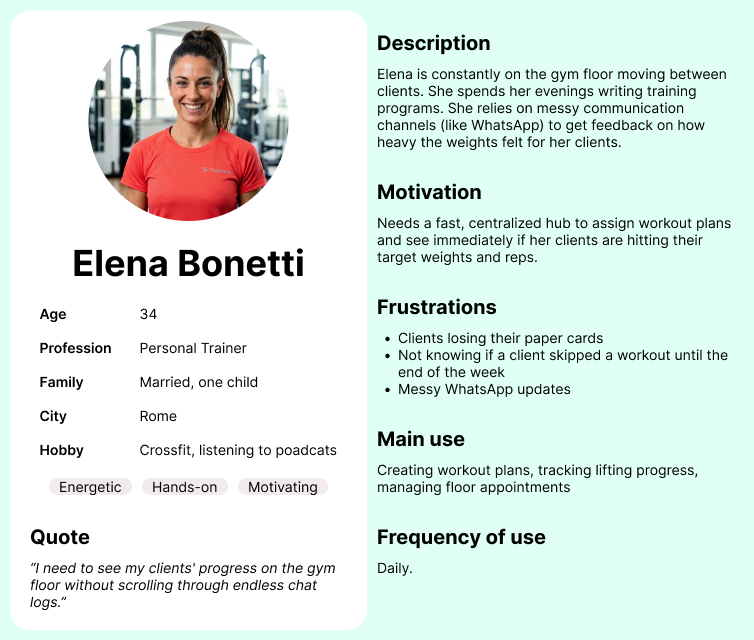 Elena Bonetti
Age 34
Profession Personal Trainer
Family Married, one child
City Rome
Hobby Crossfit, listening to poadcats
Energetic Hands-on Motivating
Quote
“I need to see my clients' progress on the gym
floor without scrolling through endless chat
logs.”
Description
Elena is constantly on the gym floor moving between
clients. She spends her evenings writing training
programs. She relies on messy communication
channels (like WhatsApp) to get feedback on how
heavy the weights felt for her clients.
Motivation
Needs a fast, centralized hub to assign workout plans
and see immediately if her clients are hitting their
target weights and reps.
Frustrations
• Clients losing their paper cards
• Not knowing if a client skipped a workout until the
end of the week
• Messy WhatsApp updates
Main use
Creating workout plans, tracking lifting progress,
managing floor appointments
Frequency of use
Daily.